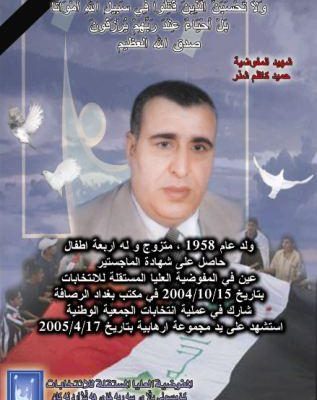 ولا تحسبن الذين قتلوا في سبيل الله أمواتا
بل أحياء عند ربهم يرزقون
صدق الله العظيم
شهيد المفوضية
حميد كاظم شذر
ولد عام 1958 ، متزوج و له اربعة اطفال
حاصل على شهادة الماجستير
عين في المفوضية العليا المستقلة للانتخابات
بتاريخ 2004/10/15 في مكتب بغداد الرصافة
شارك في عملية انتخابات الجمعية الوطنية
استشهد على يد مجموعة ارهابية بتاريخ 2005/4/17
المفوضية العليا المستقلة للانتخابات